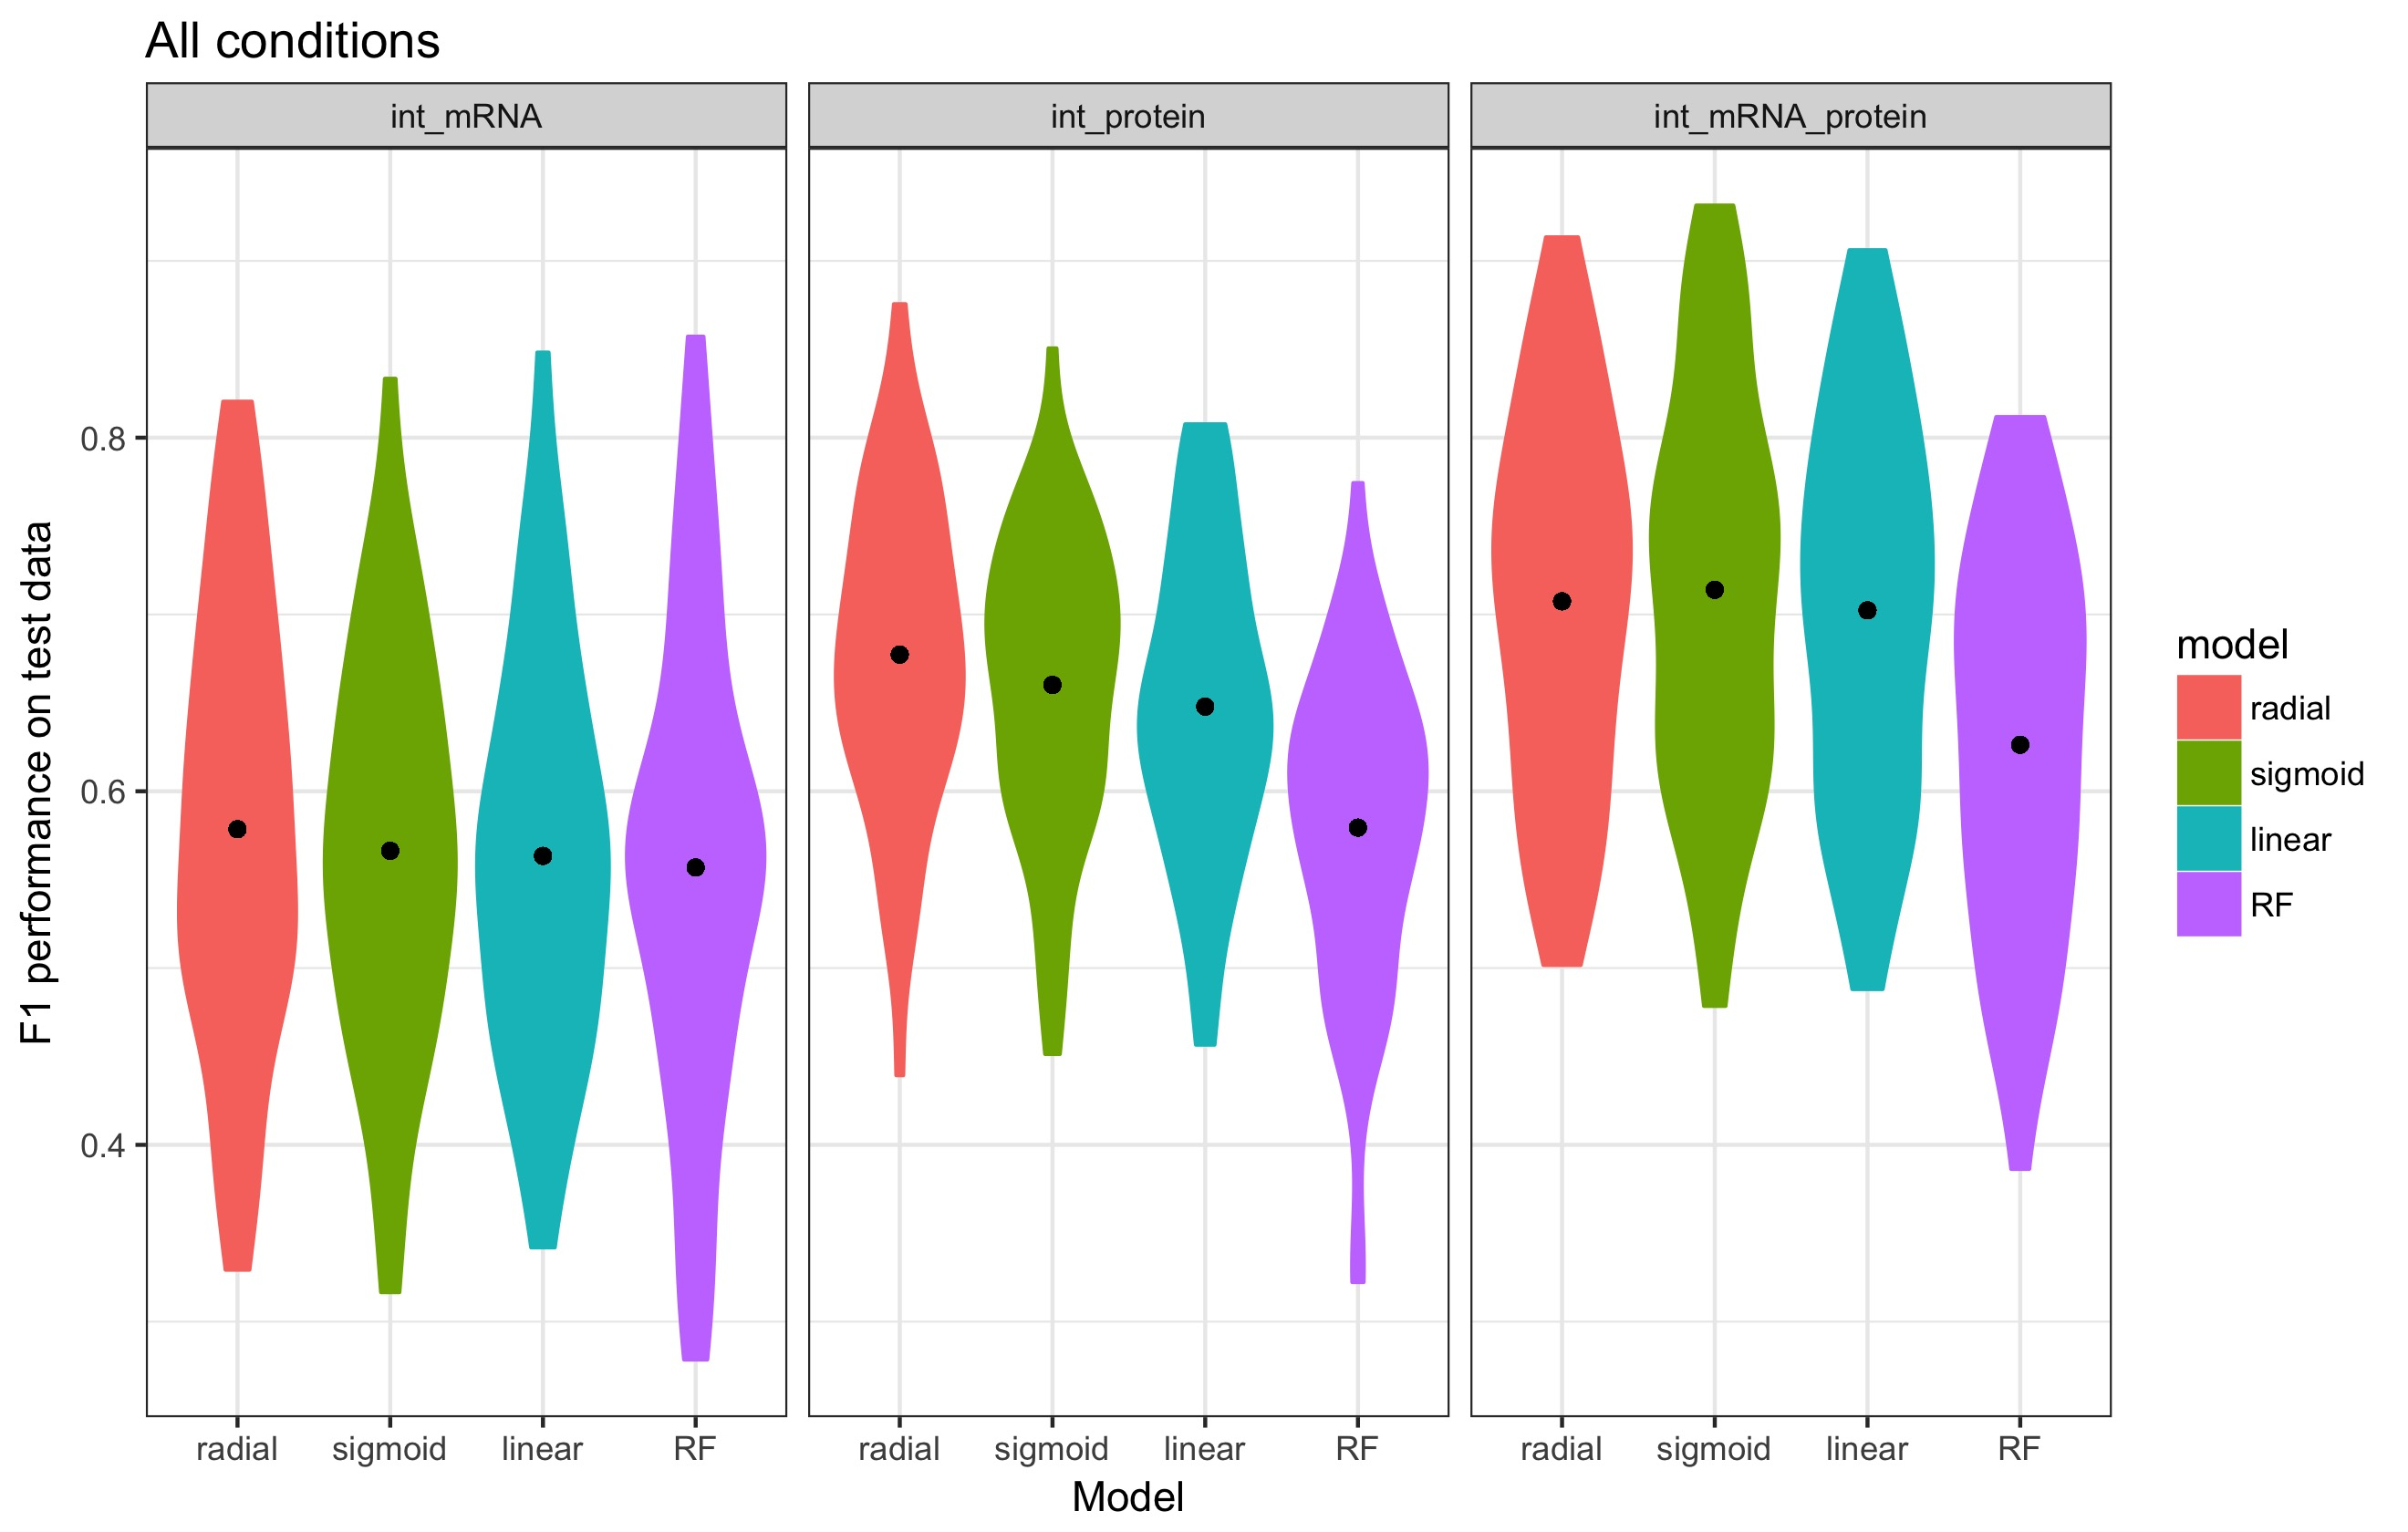 All conditions
int_mRNA
int_protein
int_mRNA_protein
F1 performance on test data
0.8
0.6
0.4
radial sigmoid linear RF
radial sigmoid linear RF
radial sigmoid linear RF
Model
model
radial
sigmoid
linear
RF